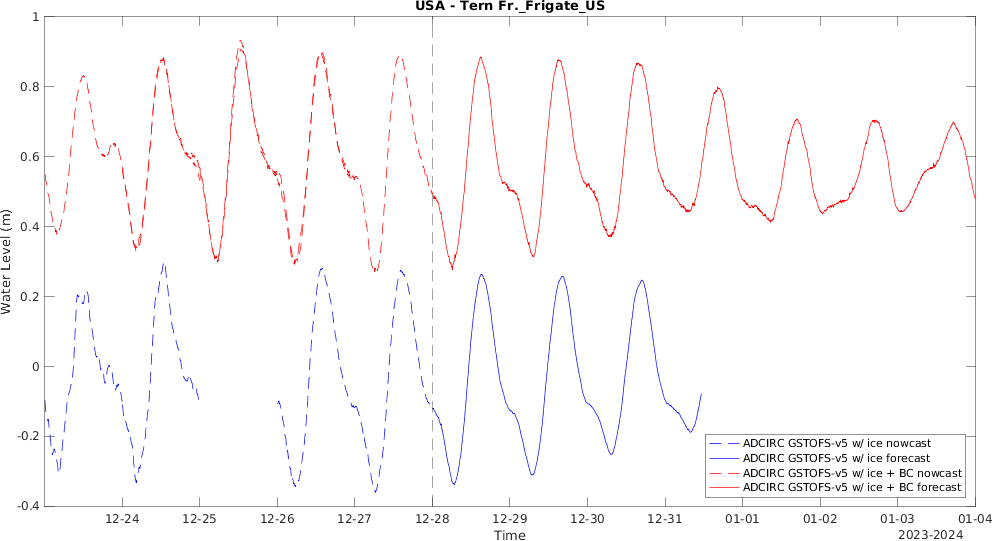 USA - Tern Fr._Frigate_US
1
0.8
0.6
0.4
0.2
0
-0.2
-0.4
Water Level (m)
ADCIRC GSTOFS-v5 w/ ice nowcast
ADCIRC GSTOFS-v5 w/ ice forecast
ADCIRC GSTOFS-v5 w/ ice + BC nowcast
ADCIRC GSTOFS-v5 w/ ice + BC forecast
12-24 12-25 12-26 12-27 12-28 12-29 12-30 12-31 01-01 01-02 01-03 01-04
Time
2023-2024